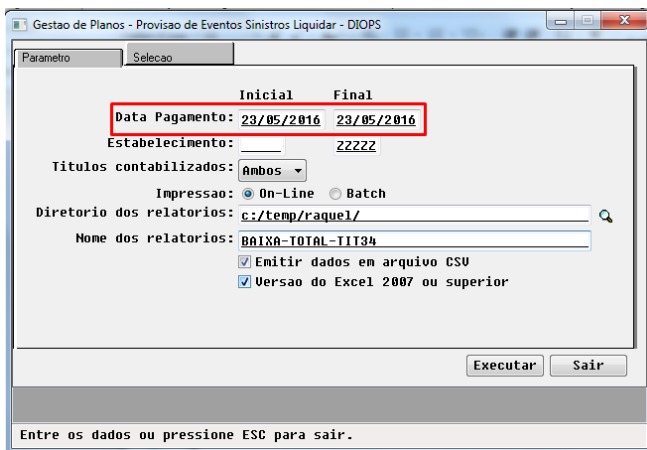 Gestao de Planos - Provisao de Eventos Sinistros Liquidar - DIOPS
Parametro Selecao
Inicial Final
Data Pagamento: 23/05/2016 23/05/2016
Estabelecimento: ZZZZZ
Titulos contabilizados: Ambos
Impressao: On-Line Batch
Diretorio dos relatorios: c:/temp/raquel/
Nome dos relatorios: BAIXA-TOTAL-TIT34
Emitir dados em arquivo CSV
Versao do Excel 2007 ou superior
Executar Sair
Entre os dados ou pressione ESC para sair.